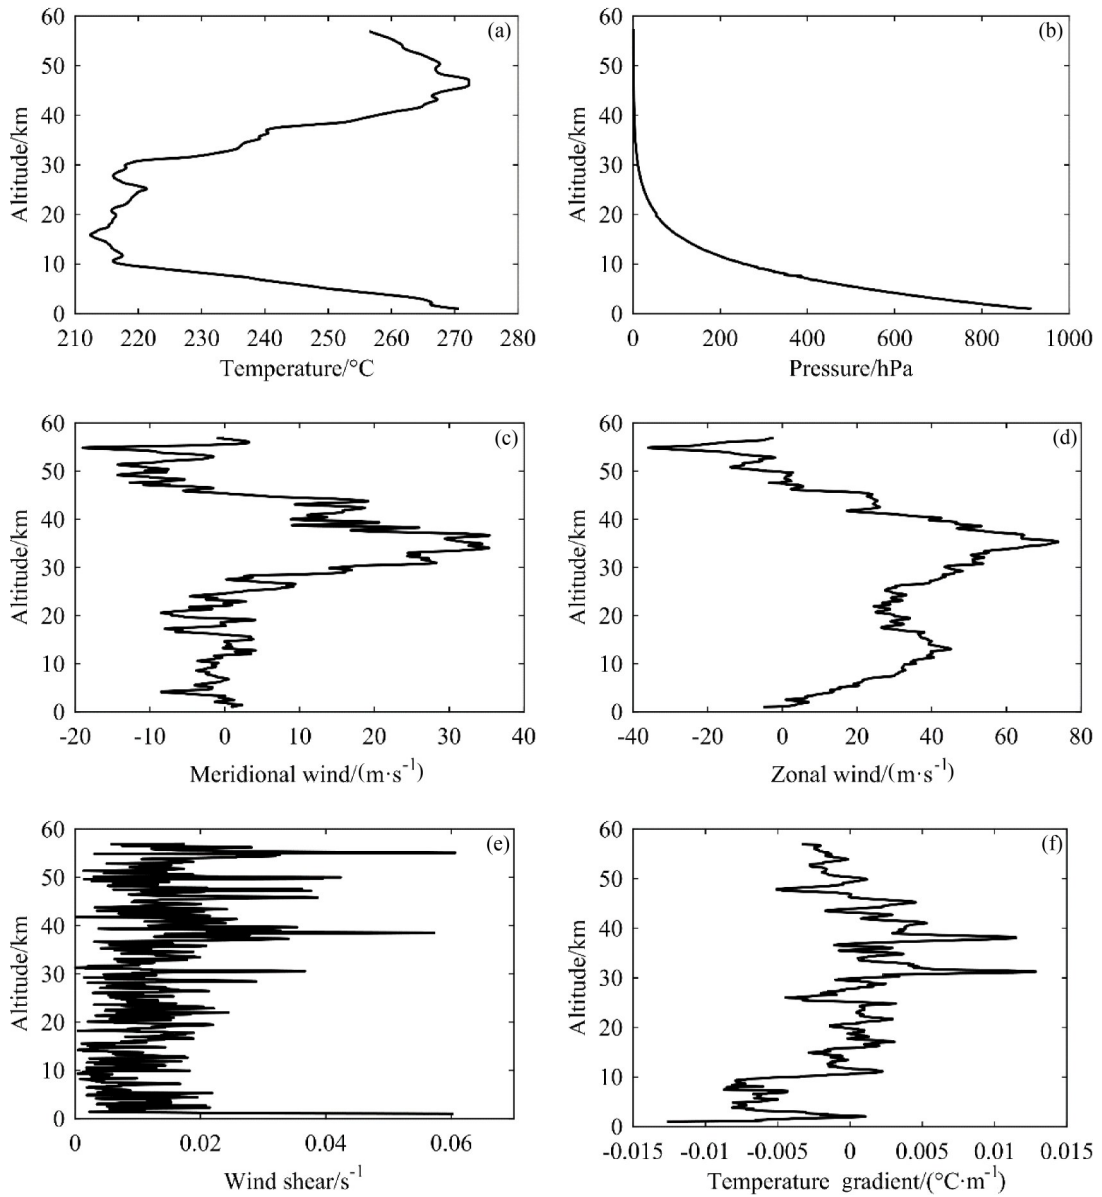 60 (a) 60 (b)
50 50
40 40
Altitude/km Altitude/km
30 30
20 20
10 10
0 0
210 220 230 240 250 260 270 280 0 200 400 600 800 1000
Temperature/°C Pressure/hPa
60 (c) 60 (d)
50 50
40 40
Altitude/km Altitude/km
30 30
20 20
10 10
0 0
-20 -10 0 10 20 30 40 -40 -20 0 20 40 60 80
Meridional wind/(m·s⁻¹) Zonal wind/(m·s⁻¹)
60 (e) 60 (f)
50 50
40 40
Altitude/km Altitude/km
30 30
20 20
10 10
0 0
0 0.02 0.04 0.06 -0.015 -0.010 -0.005 0 0.005 0.010 0.015
Wind shear/s⁻¹ Temperature gradient/(°C·m⁻¹)